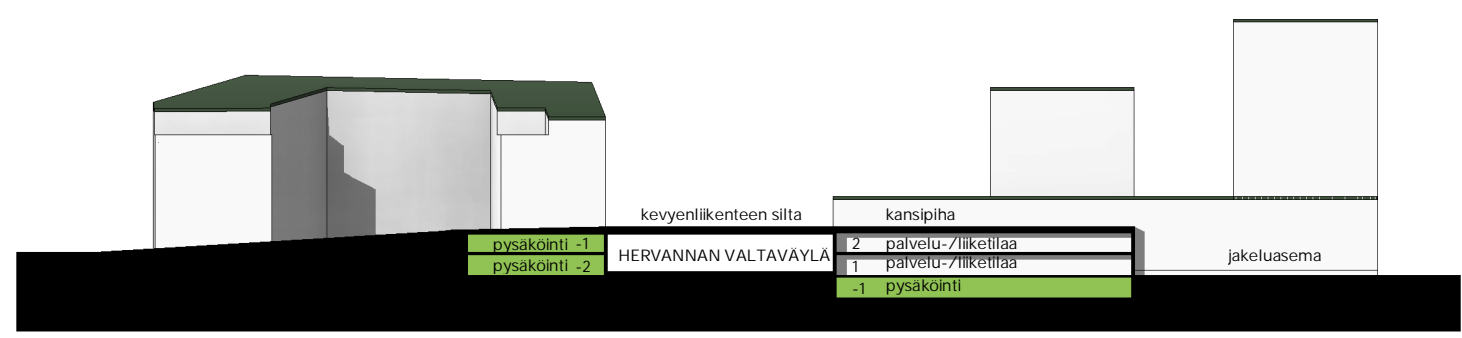 kevyenliikenteen silta
kansipiha
pysäköinti -1
pysäköinti -2
HERVANNAN VALTAVÄYLÄ
2 palvelu-/liiketilaa
1 palvelu-/liiketilaa
-1 pysäköinti
jakeluasema